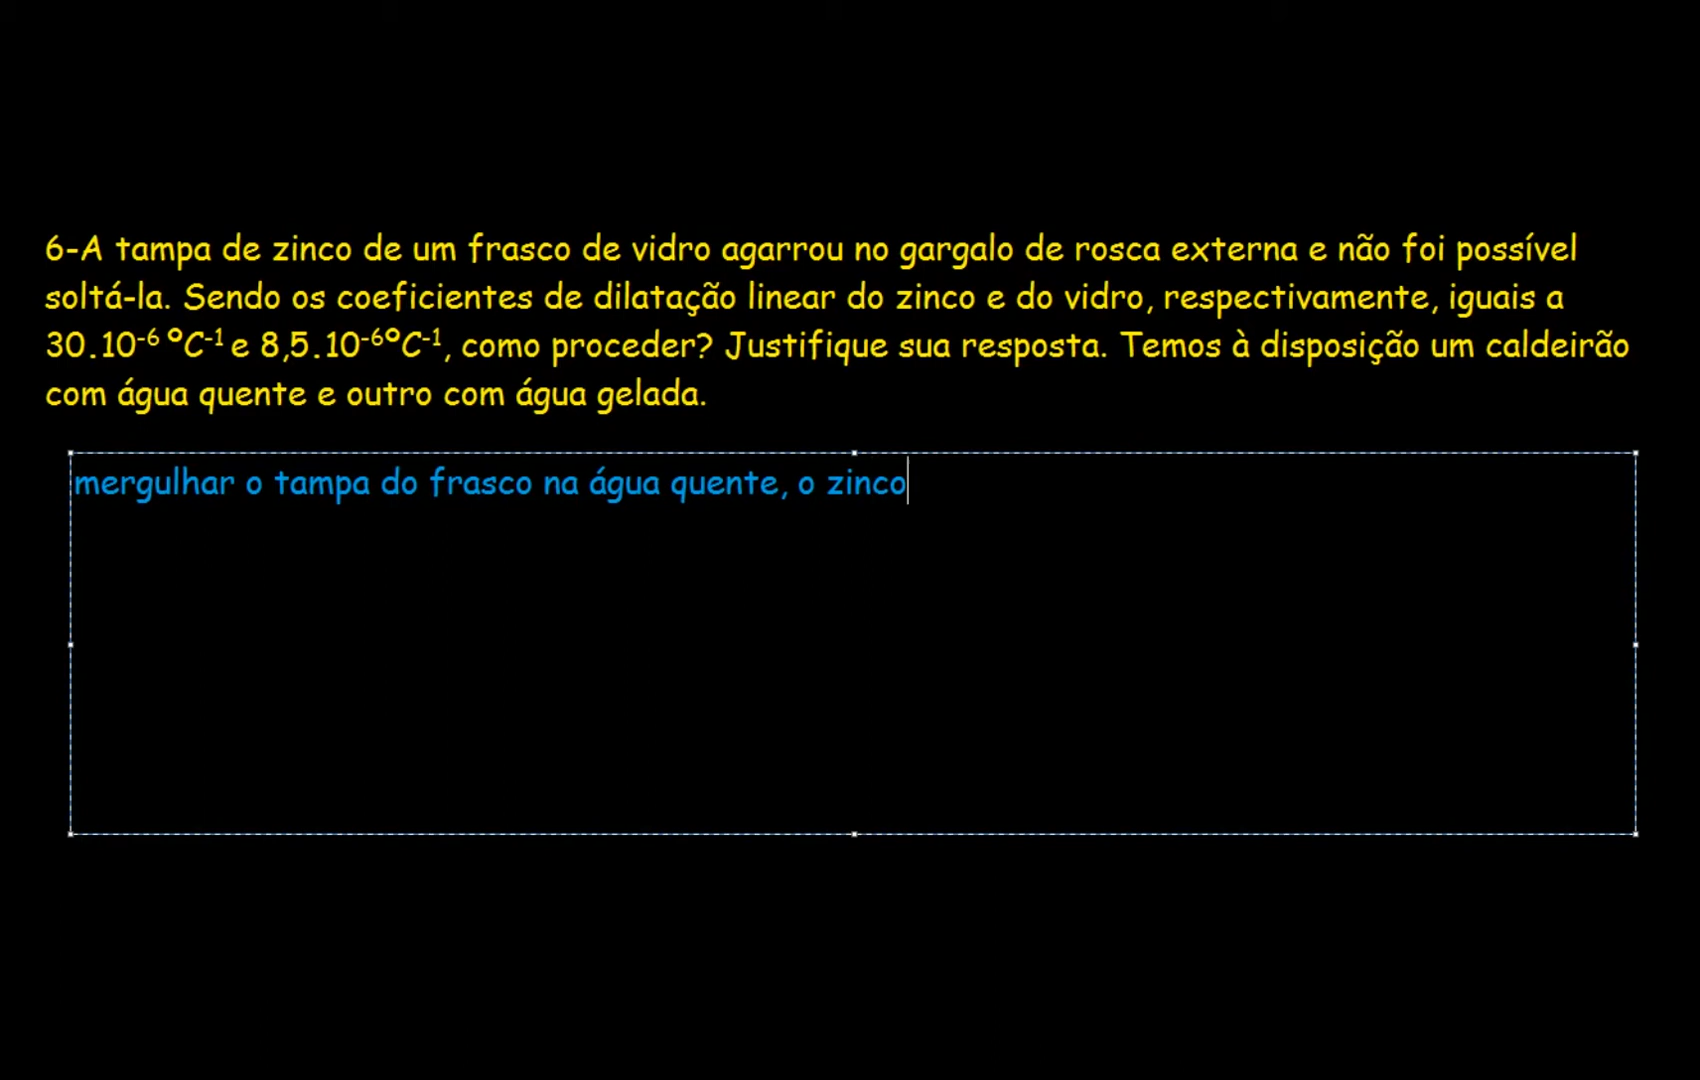 6-A tampa de zinco de um frasco de vidro agarrou no gargalo de rosca externa e não foi possível
soltá-la. Sendo os coeficientes de dilatação linear do zinco e do vidro, respectivamente, iguais a
30.10⁻⁶ ºC⁻¹ e 8,5.10⁻⁶ºC⁻¹, como proceder? Justifique sua resposta. Temos à disposição um caldeirão
com água quente e outro com água gelada.
mergulhar o tampa do frasco na água quente, o zinco